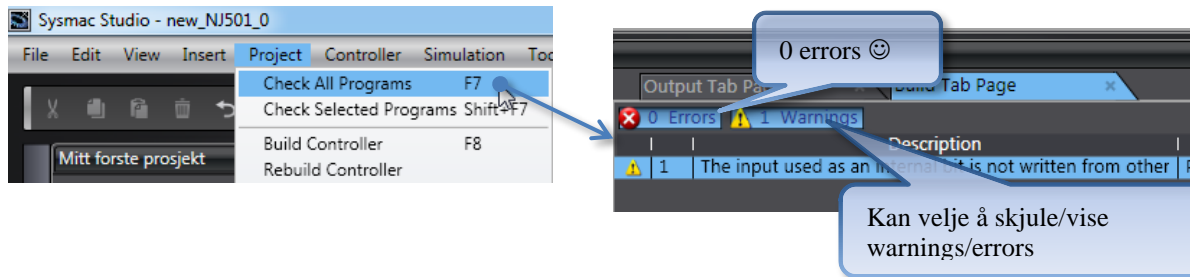 Sysmac Studio - new_NJ501_0
File Edit View Insert Project Controller Simulation Too
Check All Programs F7
Check Selected Programs Shift+F7
Build Controller F8
Rebuild Controller
Mitt forste prosjekt
0 errors ☺
Output Tab Page
Build Tab Page
0 Errors 1 Warnings
Description
1 The input used as an internal bit is not written from other
Kan velje å skjule/vise
warnings/errors